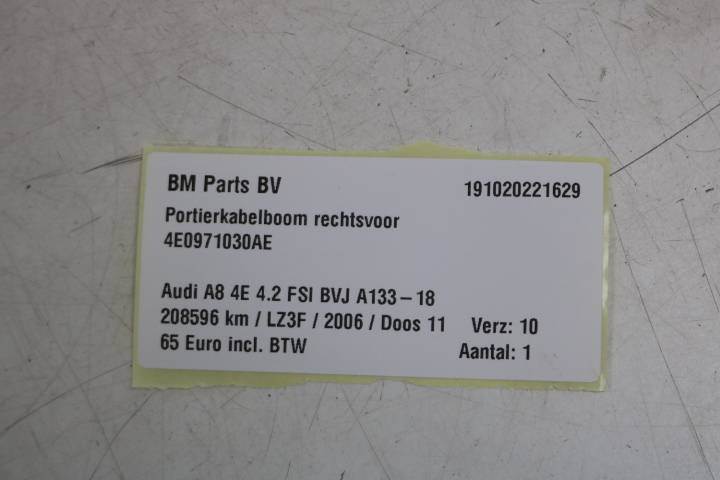 BM Parts BV 191020221629
Portierkabelboom rechtsvoor
4E0971030AE
Audi A8 4E 4.2 FSI BVJ A133 – 18
208596 km / LZ3F / 2006 / Doos 11 Verz: 10
65 Euro incl. BTW Aantal: 1